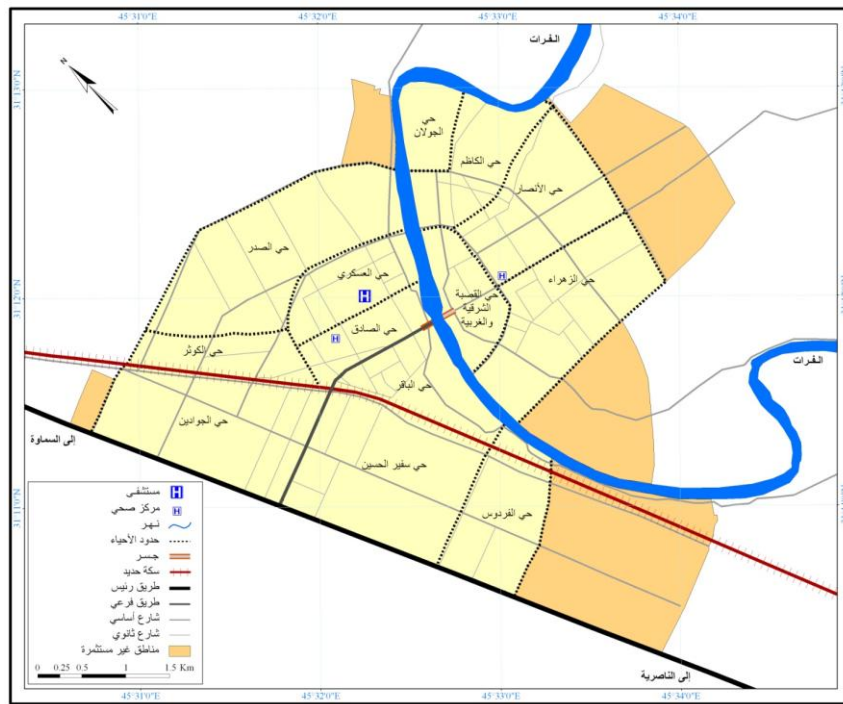 45°31'0"E
45°32'0"E
45°33'0"E
45°34'0"E
الفرات
N
31°13'0"N
حي
الجولان
حي الكاظم
حي الأنصار
حي الصدر
حي العسكري
حي الزهراء
حي القصبة
الشرقية
والغربية
31°12'0"N
H
H
H
حي الصادق
حي الكوثر
حي الباقر
الفرات
حي الجوادين
إلى السماوة
حي سفير الحسين
حي الفردوس
31°11'0"N
مستشفى H
مركز صحي H
نهر
حدود الأحياء
جسر
سكة حديد
طريق رئيس
طريق فرعي
شارع أساسي
شارع ثانوي
مناطق غير مستثمرة
0 0.25 0.5 1 1.5 Km
إلى الناصرية
45°31'0"E
45°32'0"E
45°33'0"E
45°34'0"E